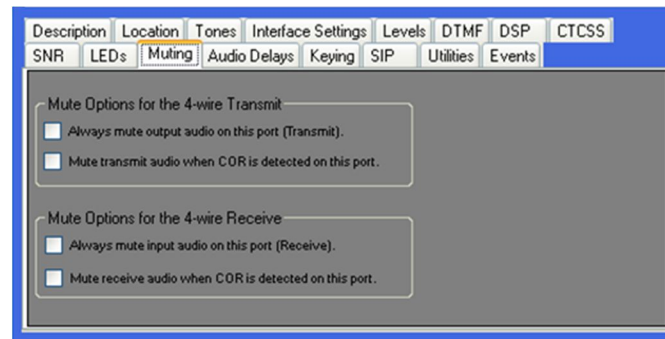 Description Location Tones Interface Settings Levels DTMF DSP CTCSS
SNR LEDs Muting Audio Delays Keying SIP Utilities Events
Mute Options for the 4-wire Transmit
Always mute output audio on this port (Transmit).
Mute transmit audio when COR is detected on this port.
Mute Options for the 4-wire Receive
Always mute input audio on this port (Receive).
Mute receive audio when COR is detected on this port.